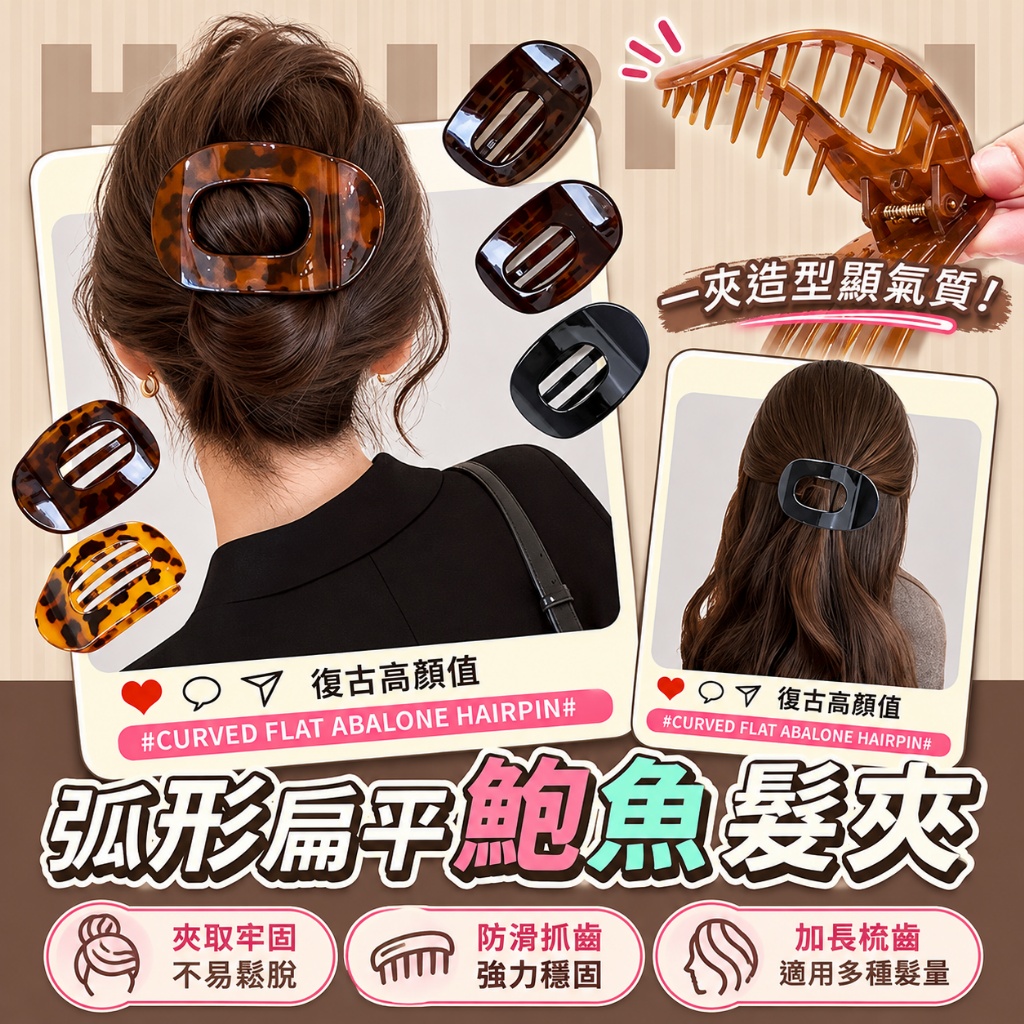 一夾造型顯氣質!
復古高顏值
#CURVED FLAT ABALONE HAIRPIN#
復古高顏值
#CURVED FLAT ABALONE HAIRPIN#
弧形扁平鮑魚髮夾
夾取牢固
不易鬆脫
防滑抓齒
強力穩固
加長梳齒
適用多種髮量